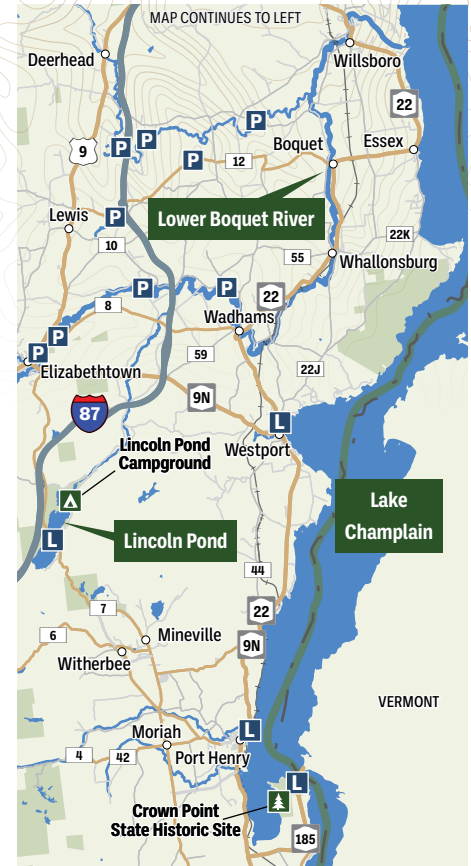 MAP CONTINUES TO LEFT
Deerhead
Willsboro
22
9
P
P
P
P
12
Boquet
Essex
Lewis
P
Lower Boquet River
10
22K
55
Whallonsburg
P
P
22
8
Wadhams
P
P
59
Elizabethtown
22J
9N
87
L
Westport
Lincoln Pond
Campground
Lake
Champlain
L
Lincoln Pond
44
7
22
6
Mineville
9N
Witherbee
VERMONT
L
Moriah
4
42
Port Henry
L
Crown Point
State Historic Site
185